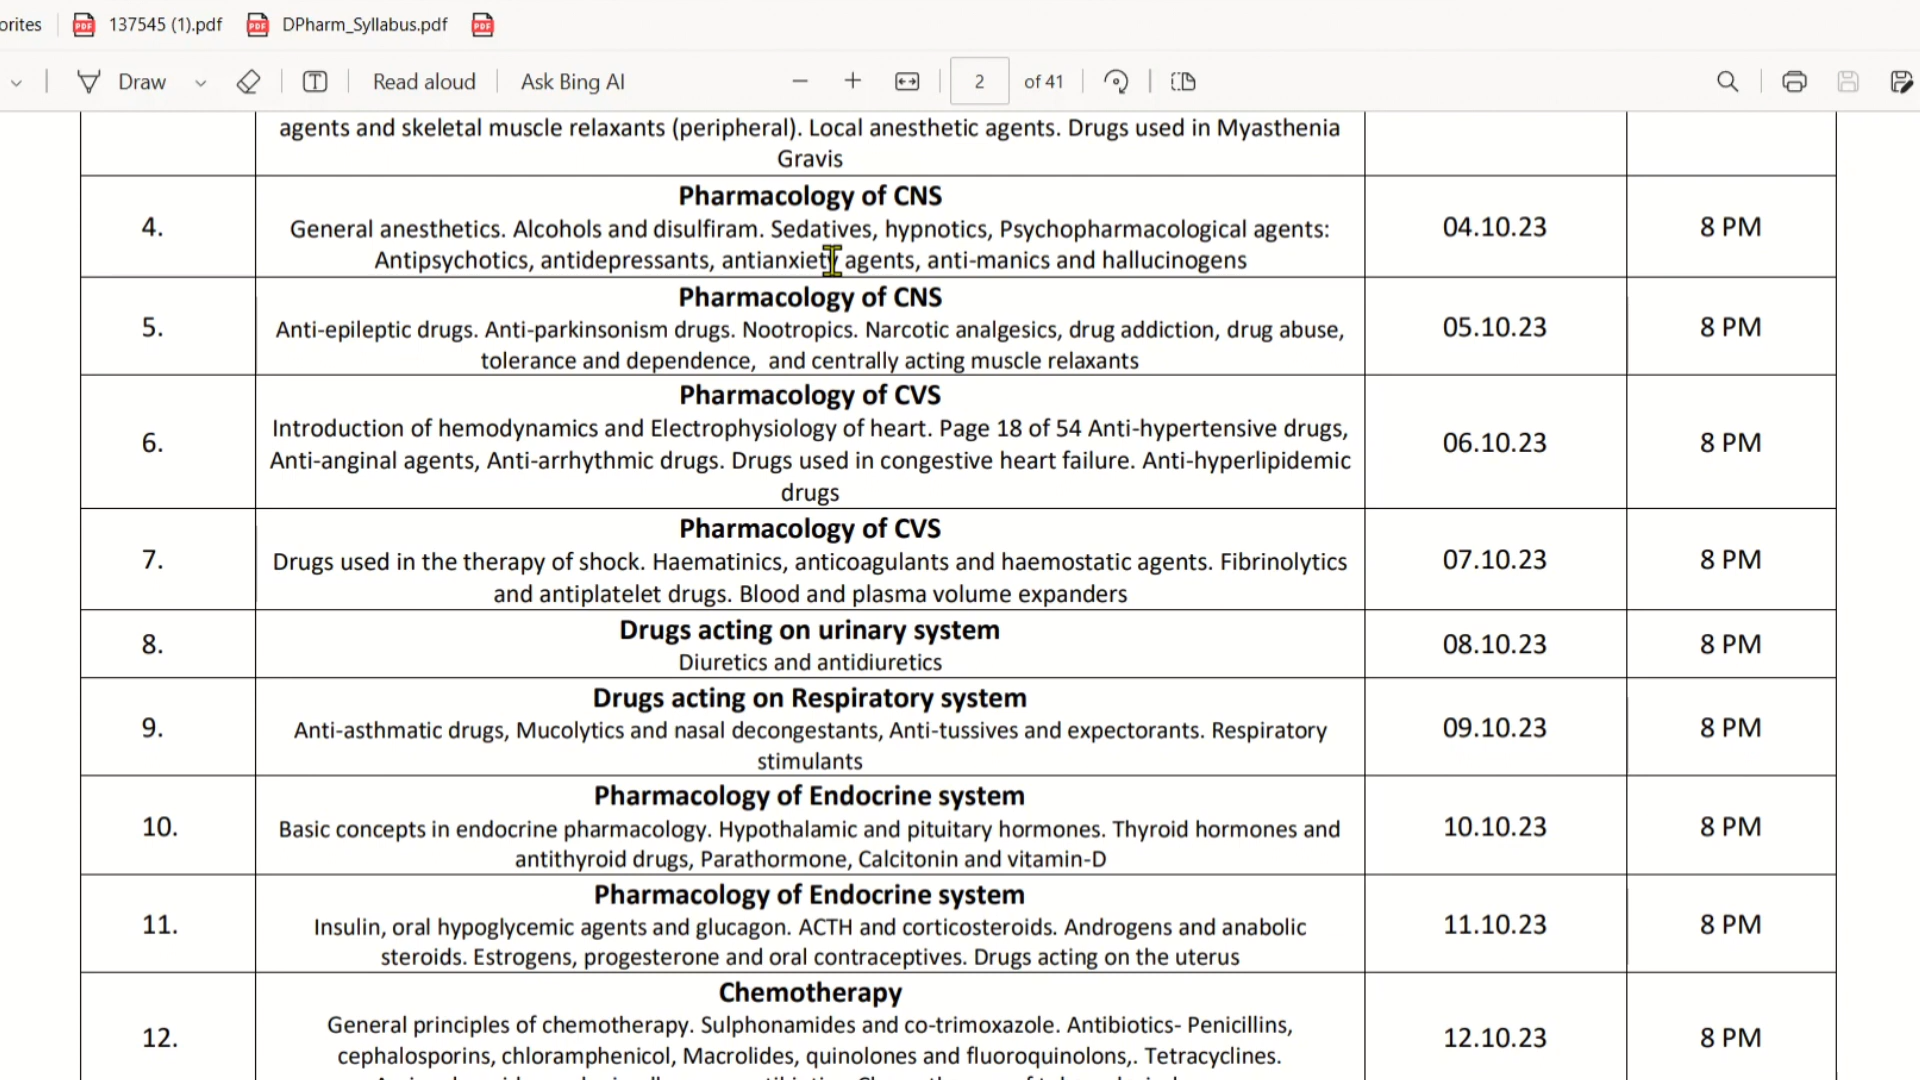 orites 137545 (1).pdf DPharm_Syllabus.pdf
Draw Read aloud Ask Bing AI 2 of 41
agents and skeletal muscle relaxants (peripheral). Local anesthetic agents. Drugs used in Myasthenia
Gravis
Pharmacology of CNS
4. General anesthetics. Alcohols and disulfiram. Sedatives, hypnotics, Psychopharmacological agents: 04.10.23 8 PM
Antipsychotics, antidepressants, antianxiety agents, anti-manics and hallucinogens
Pharmacology of CNS
5. Anti-epileptic drugs. Anti-parkinsonism drugs. Nootropics. Narcotic analgesics, drug addiction, drug abuse, 05.10.23 8 PM
tolerance and dependence, and centrally acting muscle relaxants
Pharmacology of CVS
Introduction of hemodynamics and Electrophysiology of heart. Page 18 of 54 Anti-hypertensive drugs,
6. Anti-anginal agents, Anti-arrhythmic drugs. Drugs used in congestive heart failure. Anti-hyperlipidemic 06.10.23 8 PM
drugs
Pharmacology of CVS
7. Drugs used in the therapy of shock. Haematinics, anticoagulants and haemostatic agents. Fibrinolytics 07.10.23 8 PM
and antiplatelet drugs. Blood and plasma volume expanders
Drugs acting on urinary system
8. Diuretics and antidiuretics 08.10.23 8 PM
Drugs acting on Respiratory system
9. Anti-asthmatic drugs, Mucolytics and nasal decongestants, Anti-tussives and expectorants. Respiratory 09.10.23 8 PM
stimulants
Pharmacology of Endocrine system
10. Basic concepts in endocrine pharmacology. Hypothalamic and pituitary hormones. Thyroid hormones and 10.10.23 8 PM
antithyroid drugs, Parathormone, Calcitonin and vitamin-D
Pharmacology of Endocrine system
11. Insulin, oral hypoglycemic agents and glucagon. ACTH and corticosteroids. Androgens and anabolic 11.10.23 8 PM
steroids. Estrogens, progesterone and oral contraceptives. Drugs acting on the uterus
Chemotherapy
12. General principles of chemotherapy. Sulphonamides and co-trimoxazole. Antibiotics- Penicillins, 12.10.23 8 PM
cephalosporins, chloramphenicol, Macrolides, quinolones and fluoroquinolons,. Tetracyclines.